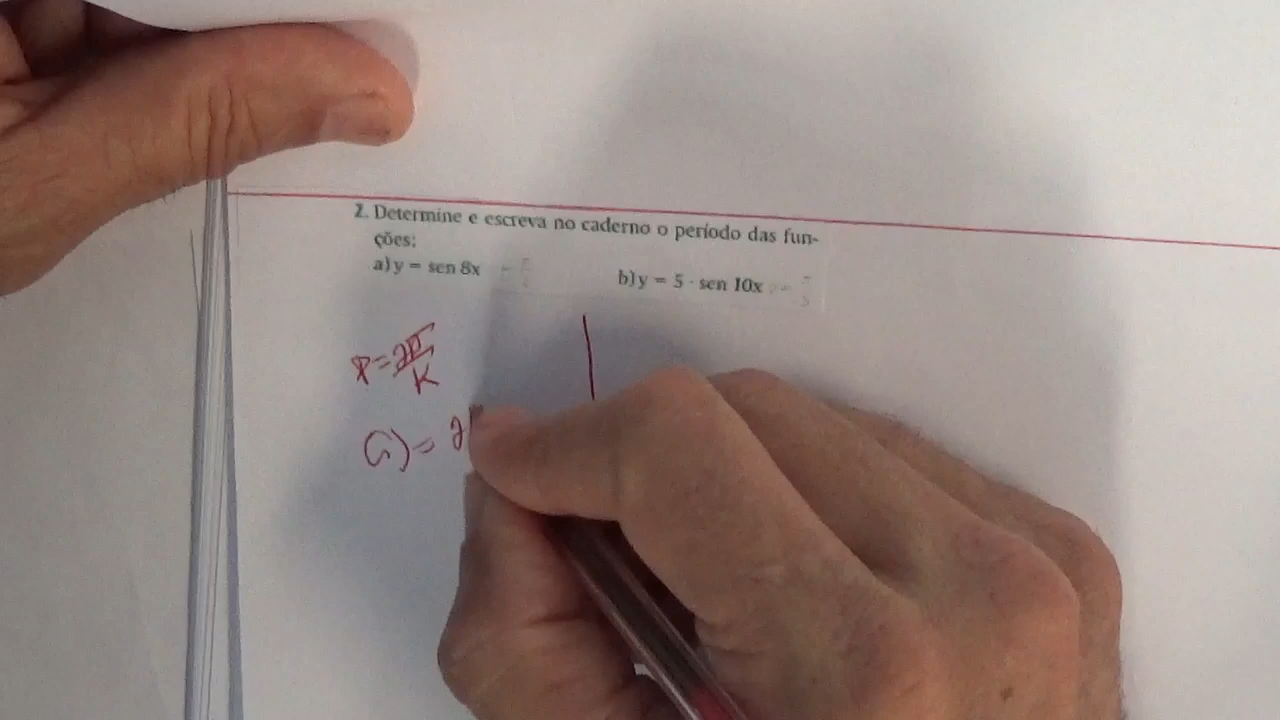 2. Determine e escreva no caderno o período das fun-
ções:
a) y = sen 8x
b) y = 5 · sen 10x
P = 2π/K
a) = 2